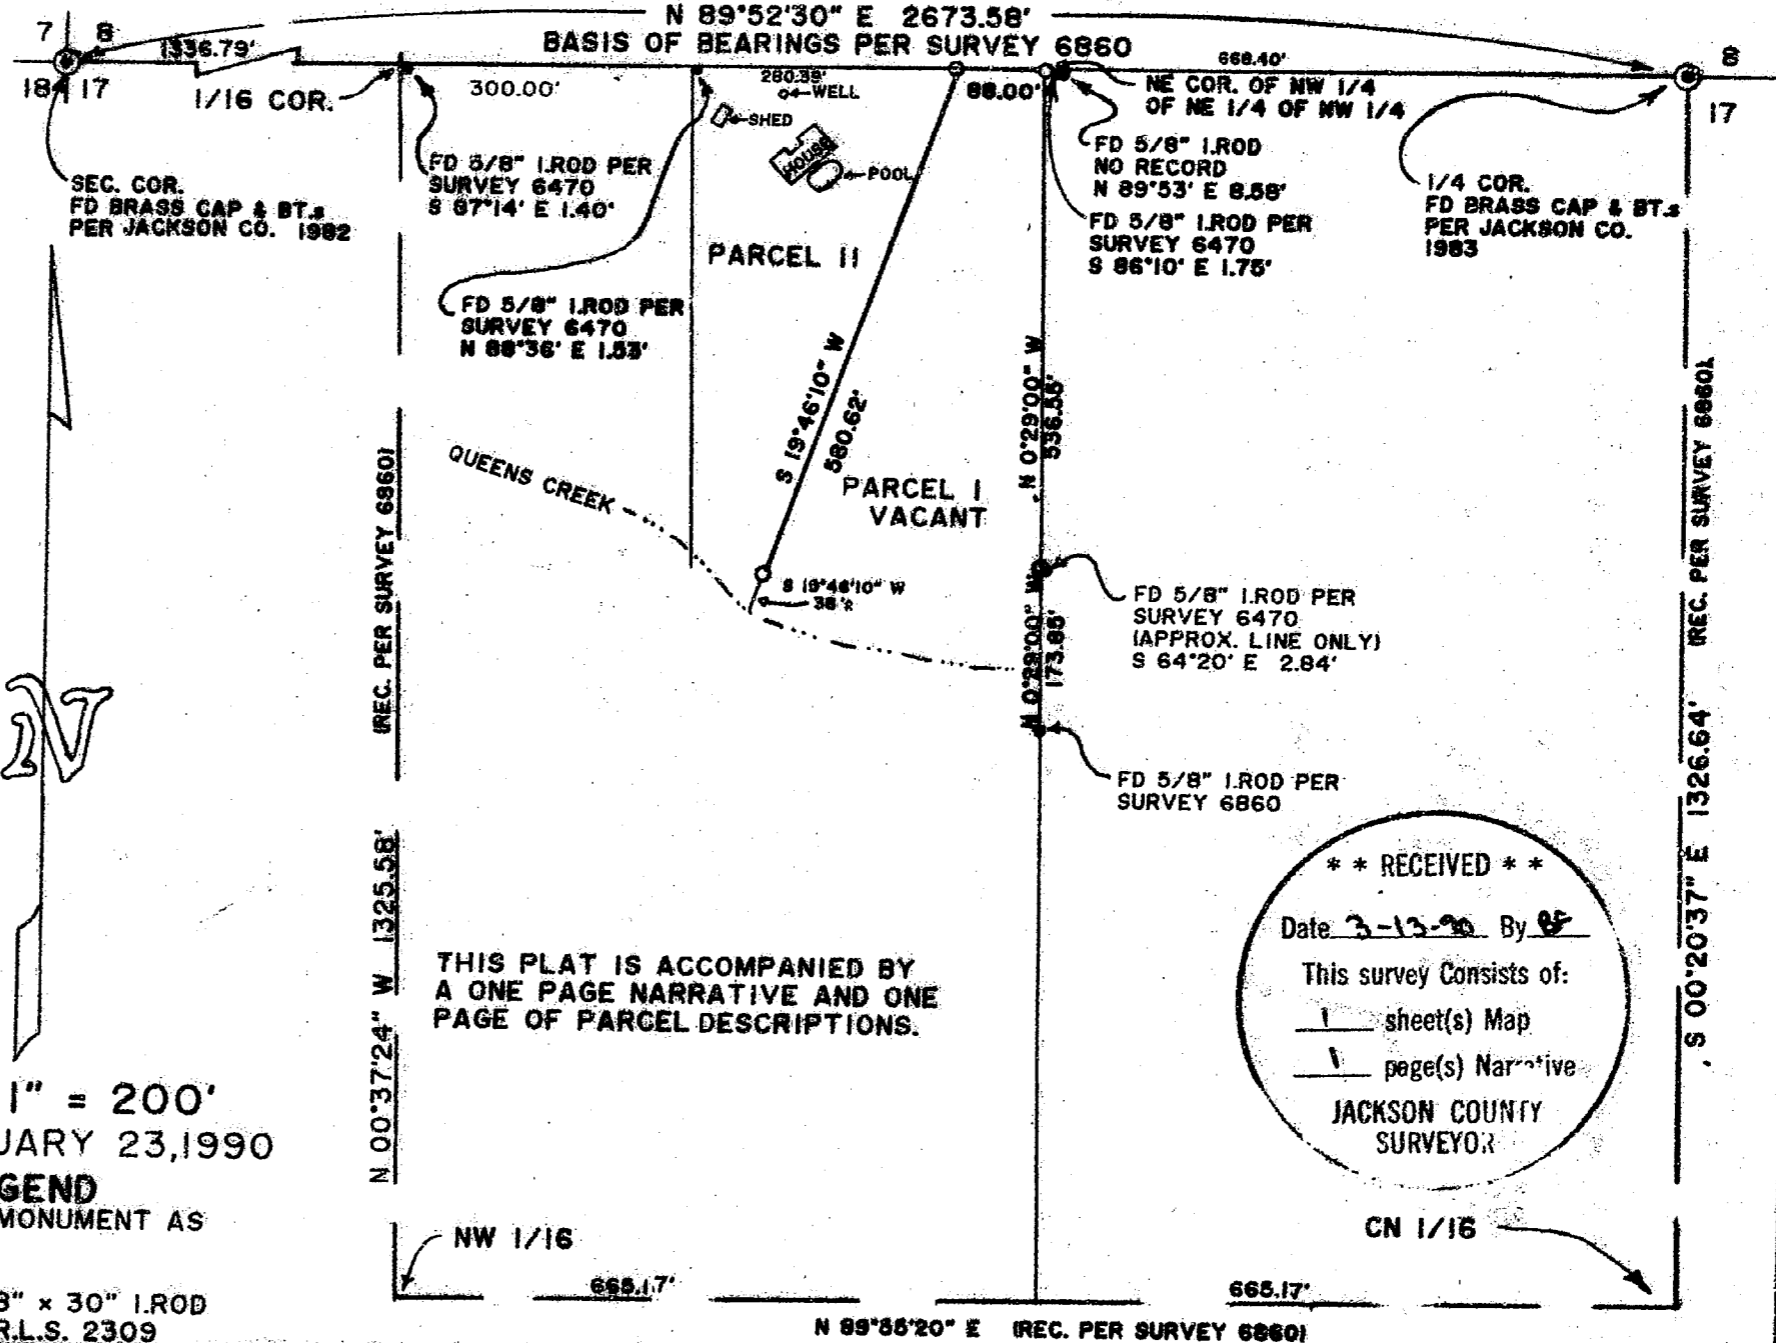 N 89°52'30" E 2673.58'
BASIS OF BEARINGS PER SURVEY 6860
7 8
18 17
1336.79'
1/16 COR.
300.00'
280.39'
WELL
SHED
HOUSE
POOL
88.00'
668.40'
NE COR. OF NW 1/4
OF NE 1/4 OF NW 1/4
8
17
SEC. COR.
FD BRASS CAP & BT.s
PER JACKSON CO. 1982
FD 5/8" I.ROD PER
SURVEY 6470
S 87°14' E 1.40'
FD 5/8" I.ROD
NO RECORD
N 89°53' E 8.58'
FD 5/8" I.ROD PER
SURVEY 6470
S 86°10' E 1.75'
1/4 COR.
FD BRASS CAP & BT.s
PER JACKSON CO.
1983
PARCEL II
FD 5/8" I.ROD PER
SURVEY 6470
N 88°36' E 1.53'
S 19°46'10" W
580.62'
N 0°29'00" W
536.55'
QUEENS CREEK
PARCEL I
VACANT
S 19°46'10" W
38'±
N 0°29'00" W
173.85'
FD 5/8" I.ROD PER
SURVEY 6470
(APPROX. LINE ONLY)
S 64°20' E 2.84'
FD 5/8" I.ROD PER
SURVEY 6860
N
N 00°37'24" W 1325.58' (REC. PER SURVEY 6860)
S 00°20'37" E 1326.64' (REC. PER SURVEY 6860)
THIS PLAT IS ACCOMPANIED BY
A ONE PAGE NARRATIVE AND ONE
PAGE OF PARCEL DESCRIPTIONS.
* * RECEIVED * *
Date 3-13-90 By BF
This survey Consists of:
1 sheet(s) Map
1 page(s) Narrative
JACKSON COUNTY
SURVEYOR
1" = 200'
UARY 23,1990
GEND
MONUMENT AS
8" × 30" I.ROD
R.L.S. 2309
NW 1/16
CN 1/16
665.17'
665.17'
N 89°55'20" E (REC. PER SURVEY 6860)